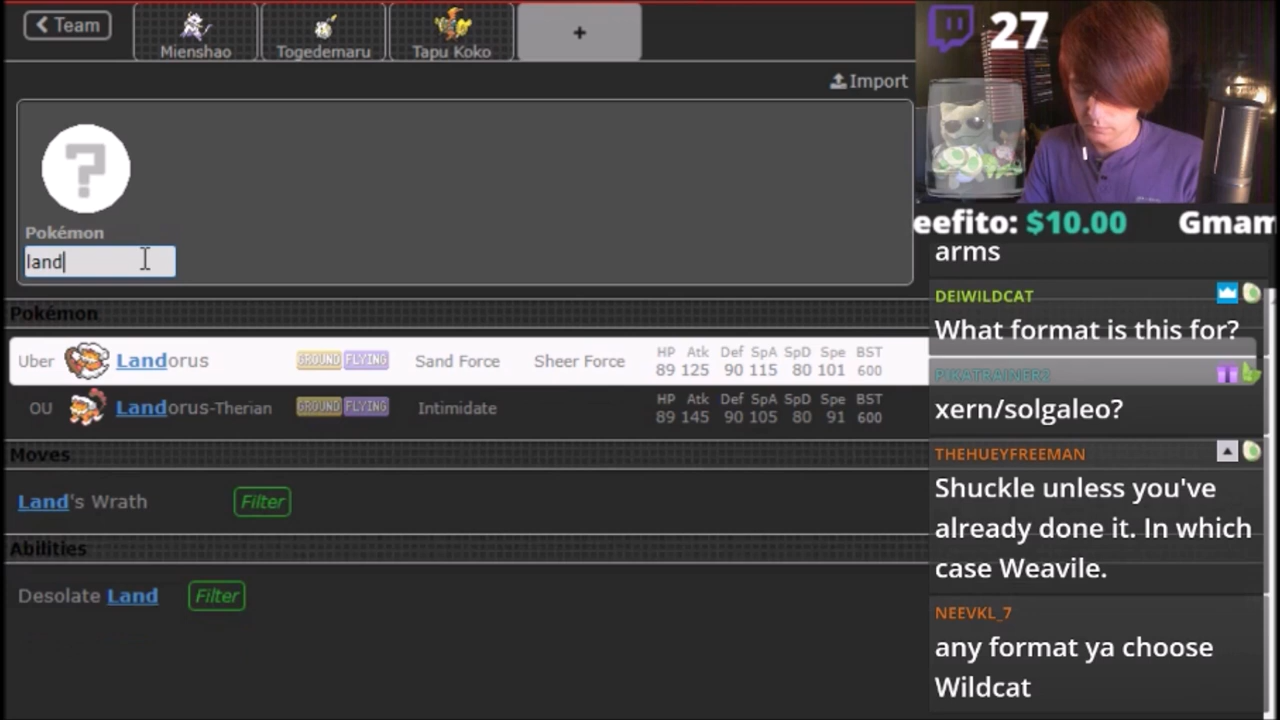 Team
Mienshao
Togedemaru
Tapu Koko
+
Import
?
Pokémon
land
Pokémon
Uber Landorus GROUND FLYING Sand Force Sheer Force HP Atk Def SpA SpD Spe BST
89 125 90 115 80 101 600
OU Landorus-Therian GROUND FLYING Intimidate HP Atk Def SpA SpD Spe BST
89 145 90 105 80 91 600
Moves
Land's Wrath Filter
Abilities
Desolate Land Filter
27
eefito: $10.00 Gmam
arms
DEIWILDCAT
What format is this for?
PIKATRAINER2
xern/solgaleo?
THEHUEYFREEMAN
Shuckle unless you've
already done it. In which
case Weavile.
NEEVKL_7
any format ya choose
Wildcat